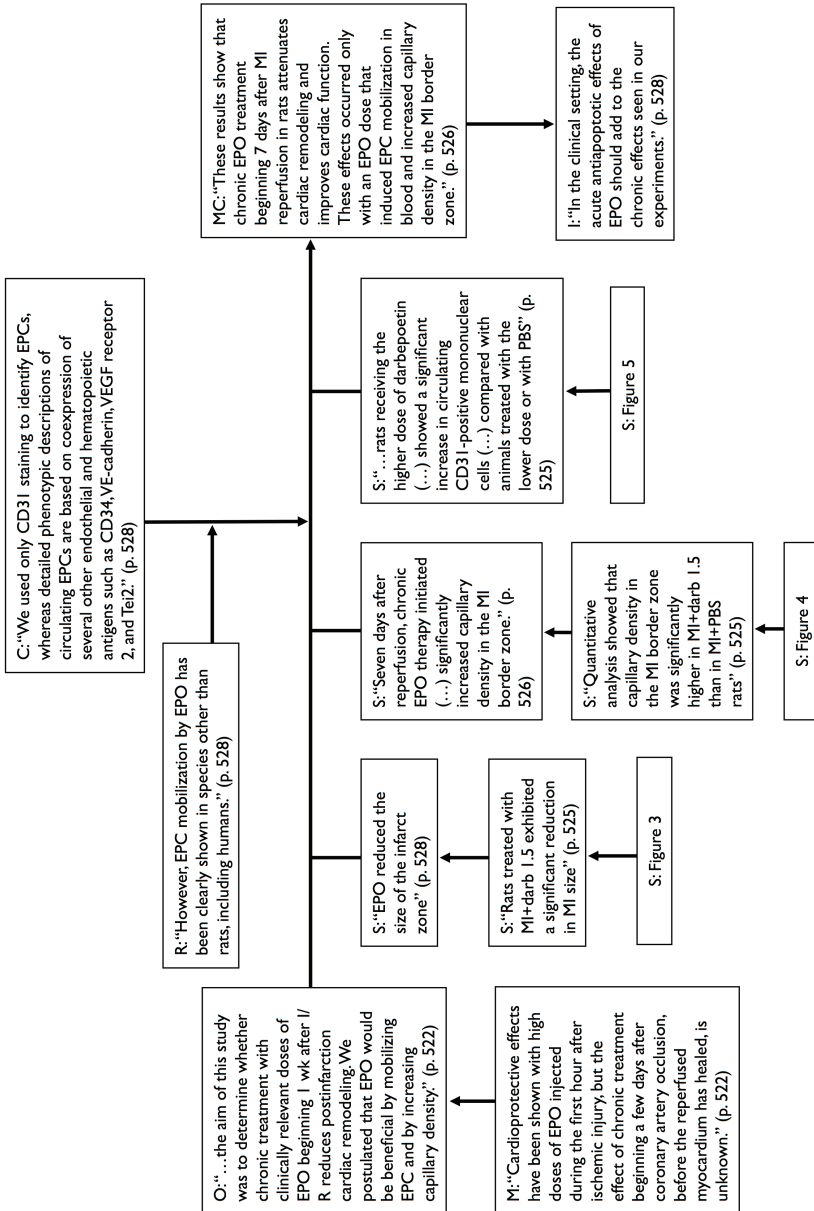 C:“We used only CD31 staining to identify EPCs,
whereas detailed phenotypic descriptions of
circulating EPCs are based on coexpression of
several other endothelial and hematopoietic
antigens such as CD34, VE-cadherin, VEGF receptor
2, and Tei2.” (p. 528)
R:“However, EPC mobilization by EPO has
been clearly shown in species other than
rats, including humans.” (p. 528)
O:“…the aim of this study
was to determine whether
chronic treatment with
clinically relevant doses of
EPO beginning 1 wk after I/
R reduces postinfarction
cardiac remodeling. We
postulated that EPO would
be beneficial by mobilizing
EPC and by increasing
capillary density.” (p. 522)
M:“Cardioprotective effects
have been shown with high
doses of EPO injected
during the first hour after
ischemic injury, but the
effect of chronic treatment
beginning a few days after
coronary artery occlusion,
before the reperfused
myocardium has healed, is
unknown.” (p. 522)
S:“EPO reduced the
size of the infarct
zone” (p. 528)
S:“Rats treated with
MI+darb 1.5 exhibited
a significant reduction
in MI size” (p. 525)
S: Figure 3
S:“Seven days after
reperfusion, chronic
EPO therapy initiated
(…) significantly
increased capillary
density in the MI
border zone.” (p.
526)
S:“Quantitative
analysis showed that
capillary density in
the MI border zone
was significantly
higher in MI+darb 1.5
than in MI+PBS
rats” (p. 525)
S: Figure 4
S:“…rats receiving the
higher dose of darbepoetin
(…) showed a significant
increase in circulating
CD31-positive mononuclear
cells (…) compared with
animals treated with the
lower dose or with PBS” (p.
525)
S: Figure 5
MC:“These results show that
chronic EPO treatment
beginning 7 days after MI
reperfusion in rats attenuates
cardiac remodeling and
improves cardiac function.
These effects occurred only
with an EPO dose that
induced EPC mobilization in
blood and increased capillary
density in the MI border
zone.” (p. 526)
I:“In the clinical setting, the
acute antiapoptotic effects of
EPO should add to the
chronic effects seen in our
experiments.” (p. 528)